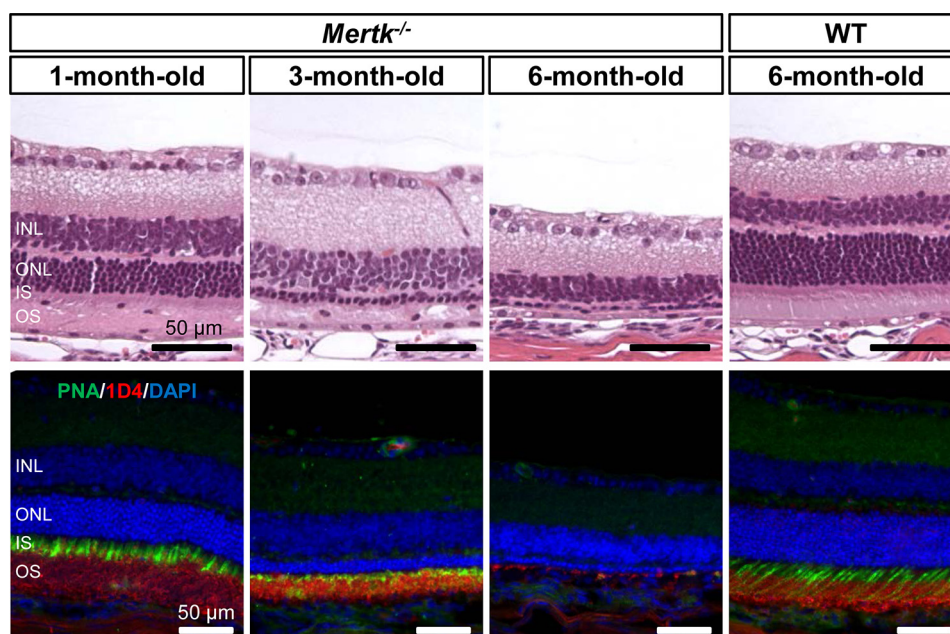 Mertk-/-
WT
1-month-old
3-month-old
6-month-old
6-month-old
INL
ONL
IS
OS
50 μm
PNA/1D4/DAPI
INL
ONL
IS
OS
50 μm